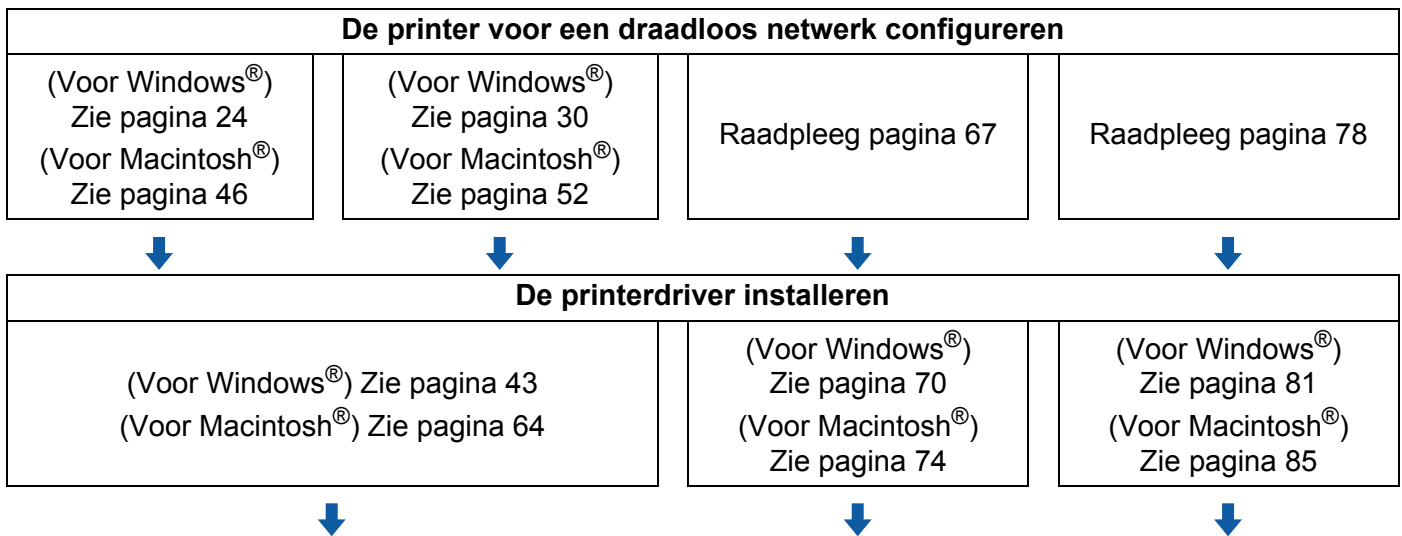 De printer voor een draadloos netwerk configureren
(Voor Windows®)
Zie pagina 24
(Voor Macintosh®)
Zie pagina 46
(Voor Windows®)
Zie pagina 30
(Voor Macintosh®)
Zie pagina 52
Raadpleeg pagina 67
Raadpleeg pagina 78
De printerdriver installeren
(Voor Windows®) Zie pagina 43
(Voor Macintosh®) Zie pagina 64
(Voor Windows®)
Zie pagina 70
(Voor Macintosh®)
Zie pagina 74
(Voor Windows®)
Zie pagina 81
(Voor Macintosh®)
Zie pagina 85